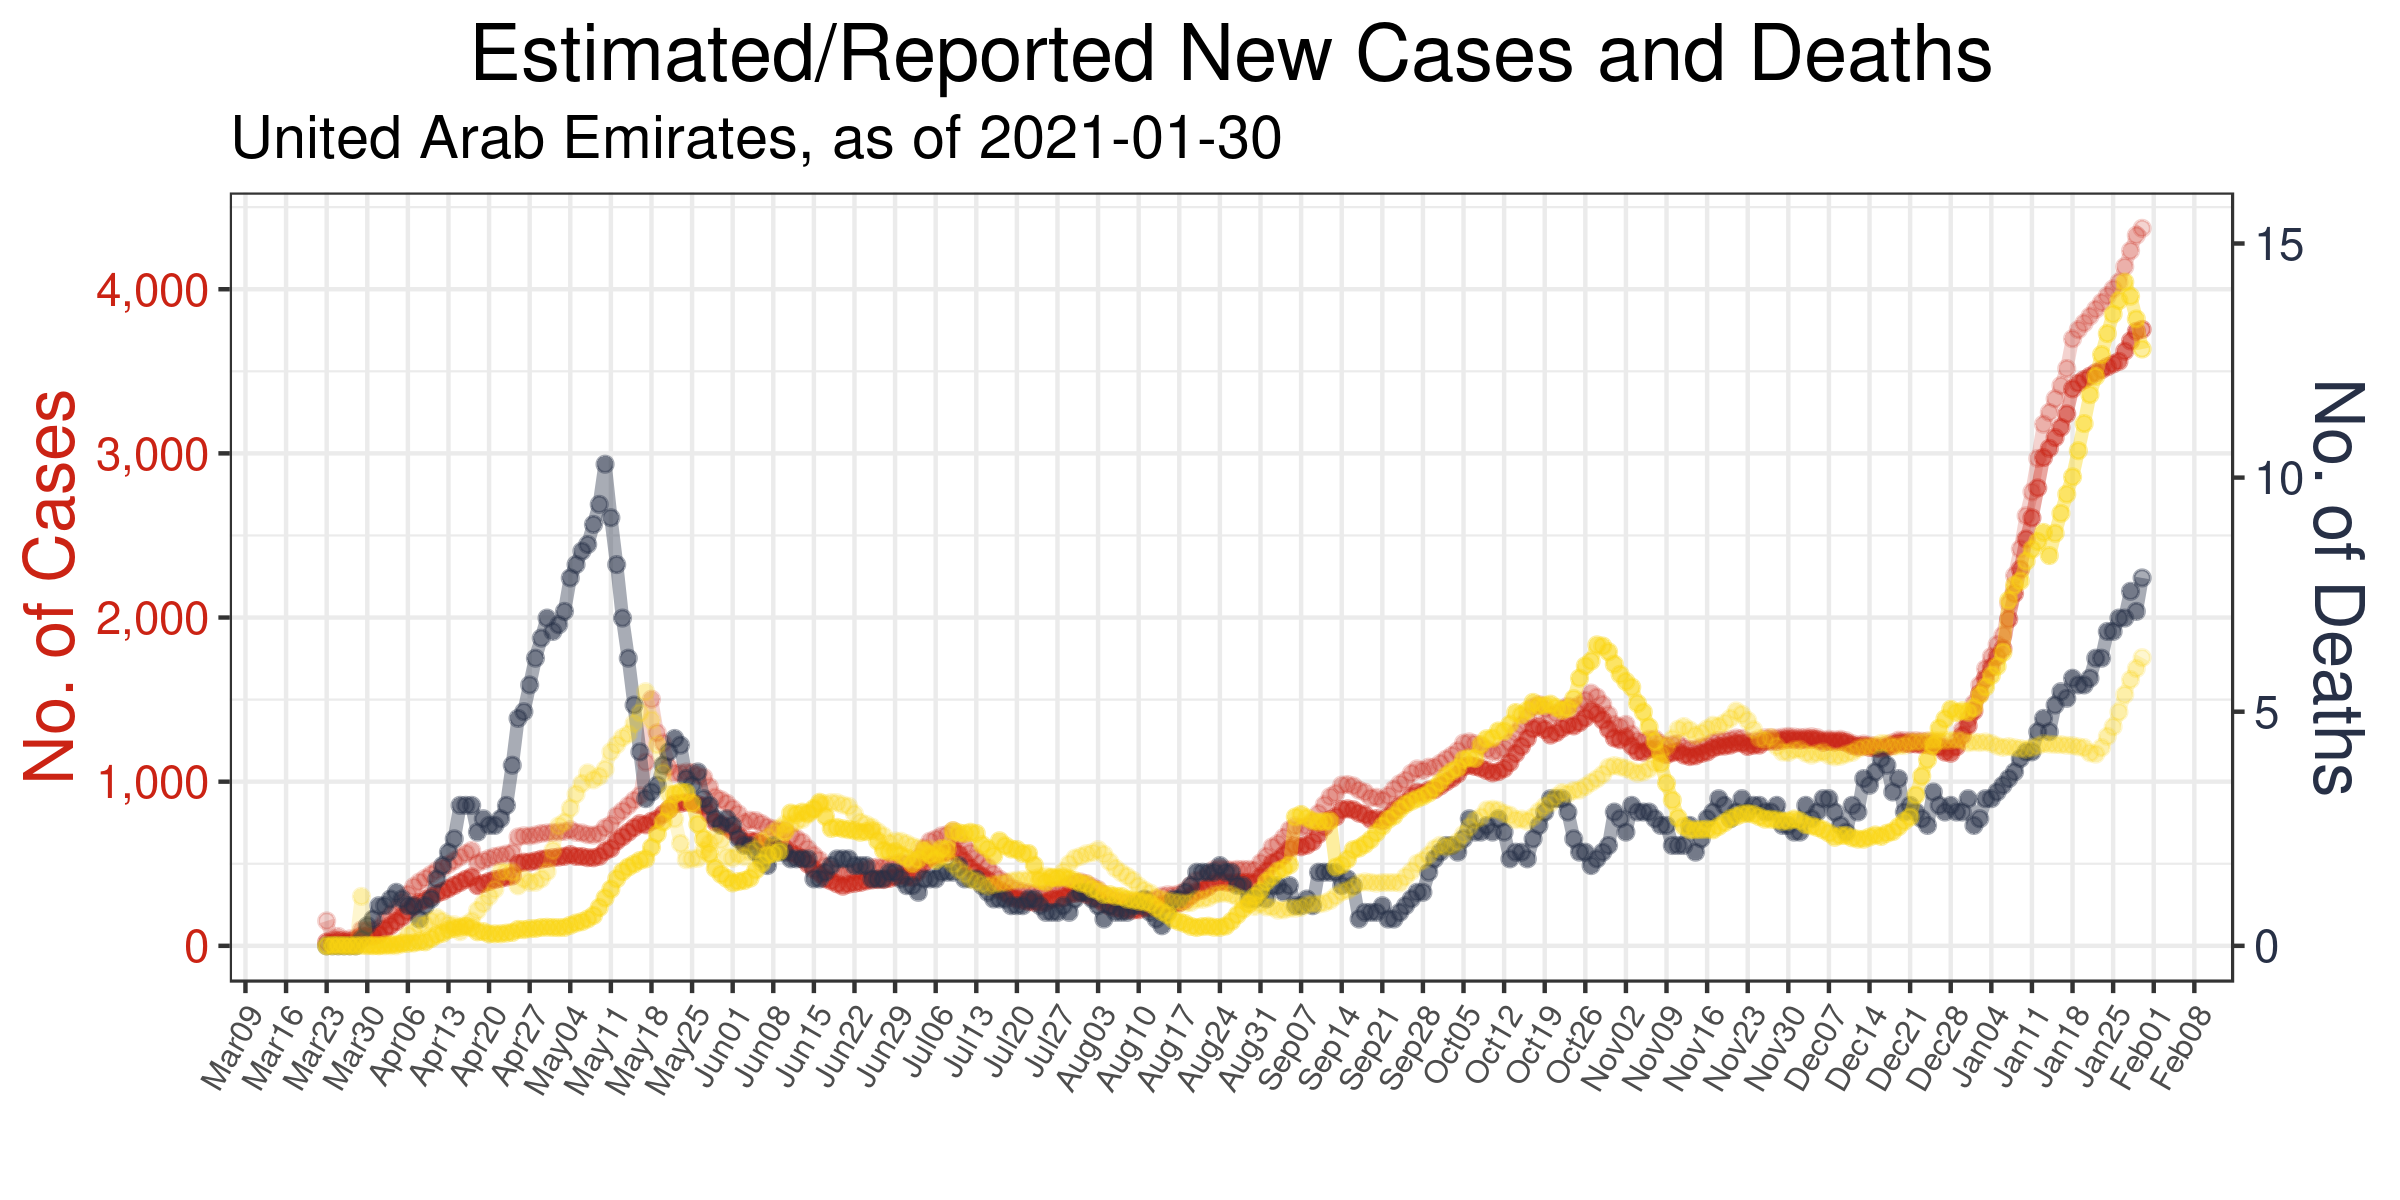 Estimated/Reported New Cases and Deaths
United Arab Emirates, as of 2021-01-30
No. of Cases
4,000
3,000
2,000
1,000
0
15
10
5
0
No. of Deaths
Mar09 Mar16 Mar23 Mar30 Apr06 Apr13 Apr20 Apr27 May04 May11 May18 May25 Jun01 Jun08 Jun15 Jun22 Jun29 Jul06 Jul13 Jul20 Jul27 Aug03 Aug10 Aug17 Aug24 Aug31 Sep07 Sep14 Sep21 Sep28 Oct05 Oct12 Oct19 Oct26 Nov02 Nov09 Nov16 Nov23 Nov30 Dec07 Dec14 Dec21 Dec28 Jan04 Jan11 Jan18 Jan25 Feb01 Feb08